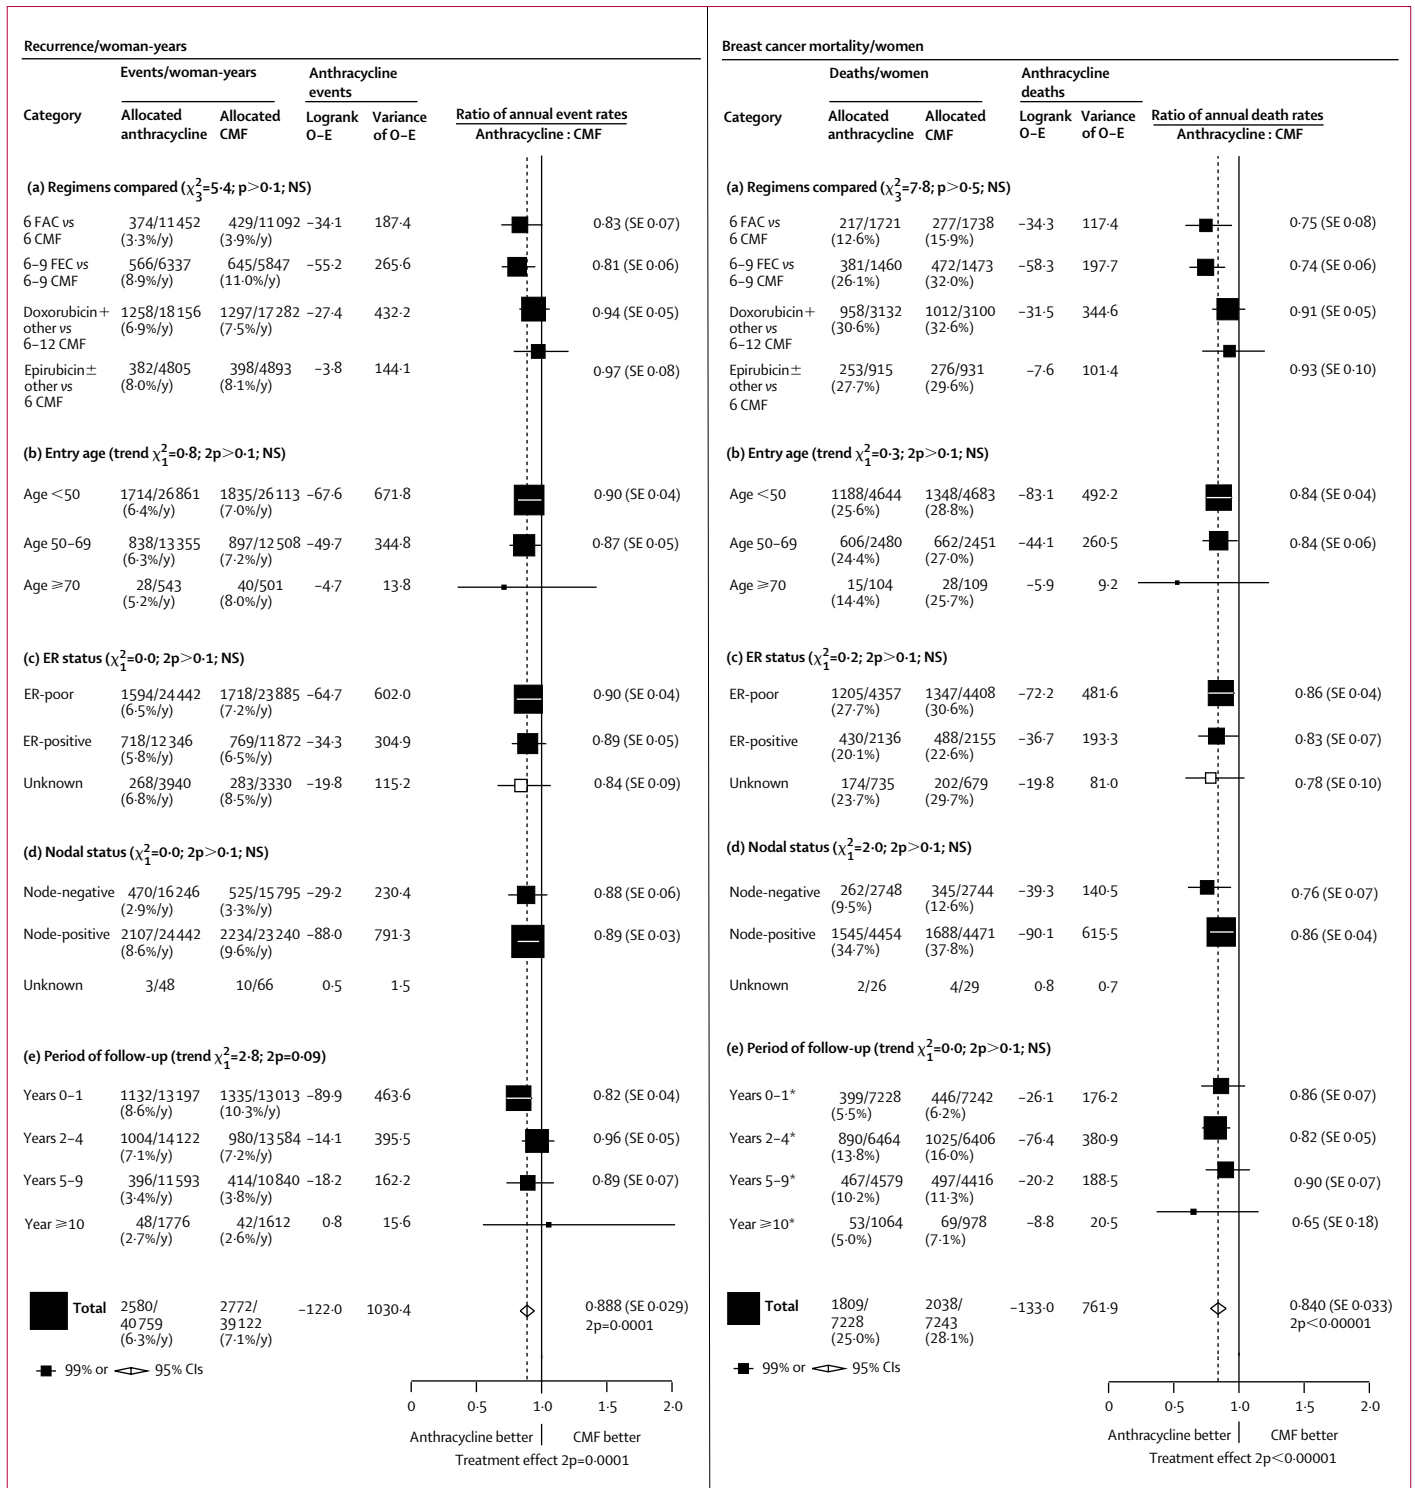 Recurrence/woman-years
Events/woman-years Anthracycline events
Category Allocated anthracycline Allocated CMF Logrank O–E Variance of O–E Ratio of annual event rates Anthracycline : CMF
(a) Regimens compared (χ²₃=5·4; p>0·1; NS)
6 FAC vs 374/11 452 429/11 092 –34·1 187·4 0·83 (SE 0·07)
6 CMF (3·3%/y) (3·9%/y)
6–9 FEC vs 566/6337 645/5847 –55·2 265·6 0·81 (SE 0·06)
6–9 CMF (8·9%/y) (11·0%/y)
Doxorubicin+ 1258/18 156 1297/17 282 –27·4 432·2 0·94 (SE 0·05)
other vs (6·9%/y) (7·5%/y)
6–12 CMF
Epirubicin± 382/4805 398/4893 –3·8 144·1 0·97 (SE 0·08)
other vs (8·0%/y) (8·1%/y)
6 CMF
(b) Entry age (trend χ²₁=0·8; 2p>0·1; NS)
Age <50 1714/26 861 1835/26 113 –67·6 671·8 0·90 (SE 0·04)
(6·4%/y) (7·0%/y)
Age 50–69 838/13 355 897/12 508 –49·7 344·8 0·87 (SE 0·05)
(6·3%/y) (7·2%/y)
Age ⩾70 28/543 40/501 –4·7 13·8
(5·2%/y) (8·0%/y)
(c) ER status (χ²₁=0·0; 2p>0·1; NS)
ER-poor 1594/24 442 1718/23 885 –64·7 602·0 0·90 (SE 0·04)
(6·5%/y) (7·2%/y)
ER-positive 718/12 346 769/11 872 –34·3 304·9 0·89 (SE 0·05)
(5·8%/y) (6·5%/y)
Unknown 268/3940 283/3330 –19·8 115·2 0·84 (SE 0·09)
(6·8%/y) (8·5%/y)
(d) Nodal status (χ²₁=0·0; 2p>0·1; NS)
Node-negative 470/16 246 525/15 795 –29·2 230·4 0·88 (SE 0·06)
(2·9%/y) (3·3%/y)
Node-positive 2107/24 442 2234/23 240 –88·0 791·3 0·89 (SE 0·03)
(8·6%/y) (9·6%/y)
Unknown 3/48 10/66 0·5 1·5
(e) Period of follow-up (trend χ²₁=2·8; 2p=0·09)
Years 0–1 1132/13 197 1335/13 013 –89·9 463·6 0·82 (SE 0·04)
(8·6%/y) (10·3%/y)
Years 2–4 1004/14 122 980/13 584 –14·1 395·5 0·96 (SE 0·05)
(7·1%/y) (7·2%/y)
Years 5–9 396/11 593 414/10 840 –18·2 162·2 0·89 (SE 0·07)
(3·4%/y) (3·8%/y)
Year ⩾10 48/1776 42/1612 0·8 15·6
(2·7%/y) (2·6%/y)
Total 2580/ 2772/ –122·0 1030·4 0·888 (SE 0·029)
40 759 39 122 2p=0·0001
(6·3%/y) (7·1%/y)
99% or 95% CIs
0 0·5 1·0 1·5 2·0
Anthracycline better CMF better
Treatment effect 2p=0·0001
Breast cancer mortality/women
Deaths/women Anthracycline deaths
Category Allocated anthracycline Allocated CMF Logrank O–E Variance of O–E Ratio of annual death rates Anthracycline : CMF
(a) Regimens compared (χ²₃=7·8; p>0·5; NS)
6 FAC vs 217/1721 277/1738 –34·3 117·4 0·75 (SE 0·08)
6 CMF (12·6%) (15·9%)
6–9 FEC vs 381/1460 472/1473 –58·3 197·7 0·74 (SE 0·06)
6–9 CMF (26·1%) (32·0%)
Doxorubicin+ 958/3132 1012/3100 –31·5 344·6 0·91 (SE 0·05)
other vs (30·6%) (32·6%)
6–12 CMF
Epirubicin± 253/915 276/931 –7·6 101·4 0·93 (SE 0·10)
other vs (27·7%) (29·6%)
6 CMF
(b) Entry age (trend χ²₁=0·3; 2p>0·1; NS)
Age <50 1188/4644 1348/4683 –83·1 492·2 0·84 (SE 0·04)
(25·6%) (28·8%)
Age 50–69 606/2480 662/2451 –44·1 260·5 0·84 (SE 0·06)
(24·4%) (27·0%)
Age ⩾70 15/104 28/109 –5·9 9·2
(14·4%) (25·7%)
(c) ER status (χ²₁=0·2; 2p>0·1; NS)
ER-poor 1205/4357 1347/4408 –72·2 481·6 0·86 (SE 0·04)
(27·7%) (30·6%)
ER-positive 430/2136 488/2155 –36·7 193·3 0·83 (SE 0·07)
(20·1%) (22·6%)
Unknown 174/735 202/679 –19·8 81·0 0·78 (SE 0·10)
(23·7%) (29·7%)
(d) Nodal status (χ²₁=2·0; 2p>0·1; NS)
Node-negative 262/2748 345/2744 –39·3 140·5 0·76 (SE 0·07)
(9·5%) (12·6%)
Node-positive 1545/4454 1688/4471 –90·1 615·5 0·86 (SE 0·04)
(34·7%) (37·8%)
Unknown 2/26 4/29 0·8 0·7
(e) Period of follow-up (trend χ²₁=0·0; 2p>0·1; NS)
Years 0–1* 399/7228 446/7242 –26·1 176·2 0·86 (SE 0·07)
(5·5%) (6·2%)
Years 2–4* 890/6464 1025/6406 –76·4 380·9 0·82 (SE 0·05)
(13·8%) (16·0%)
Years 5–9* 467/4579 497/4416 –20·2 188·5 0·90 (SE 0·07)
(10·2%) (11·3%)
Year ⩾10* 53/1064 69/978 –8·8 20·5 0·65 (SE 0·18)
(5·0%) (7·1%)
Total 1809/ 2038/ –133·0 761·9 0·840 (SE 0·033)
7228 7243 2p<0·00001
(25·0%) (28·1%)
99% or 95% CIs
0 0·5 1·0 1·5 2·0
Anthracycline better CMF better
Treatment effect 2p<0·00001